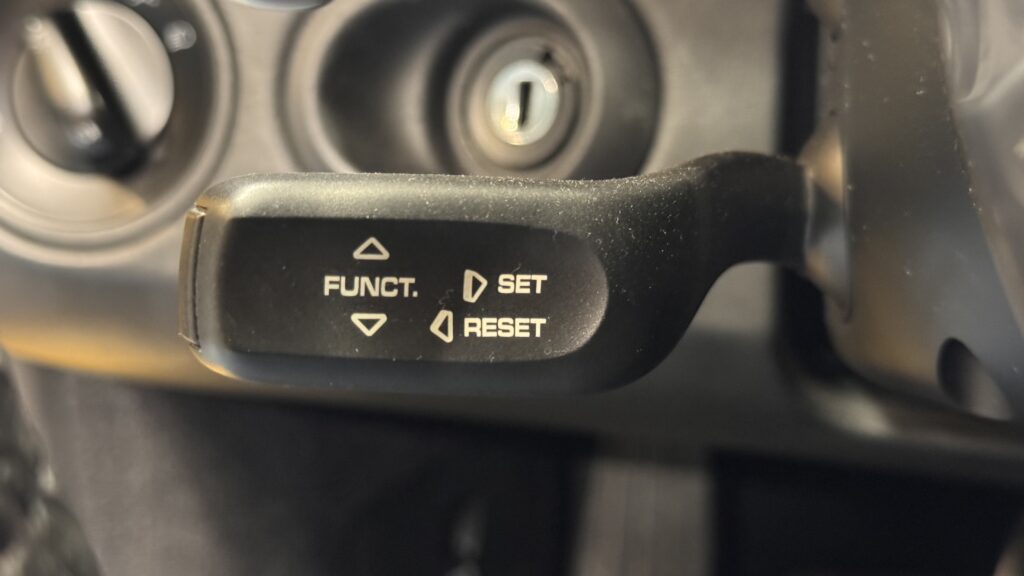 FUNCT.
SET
RESET